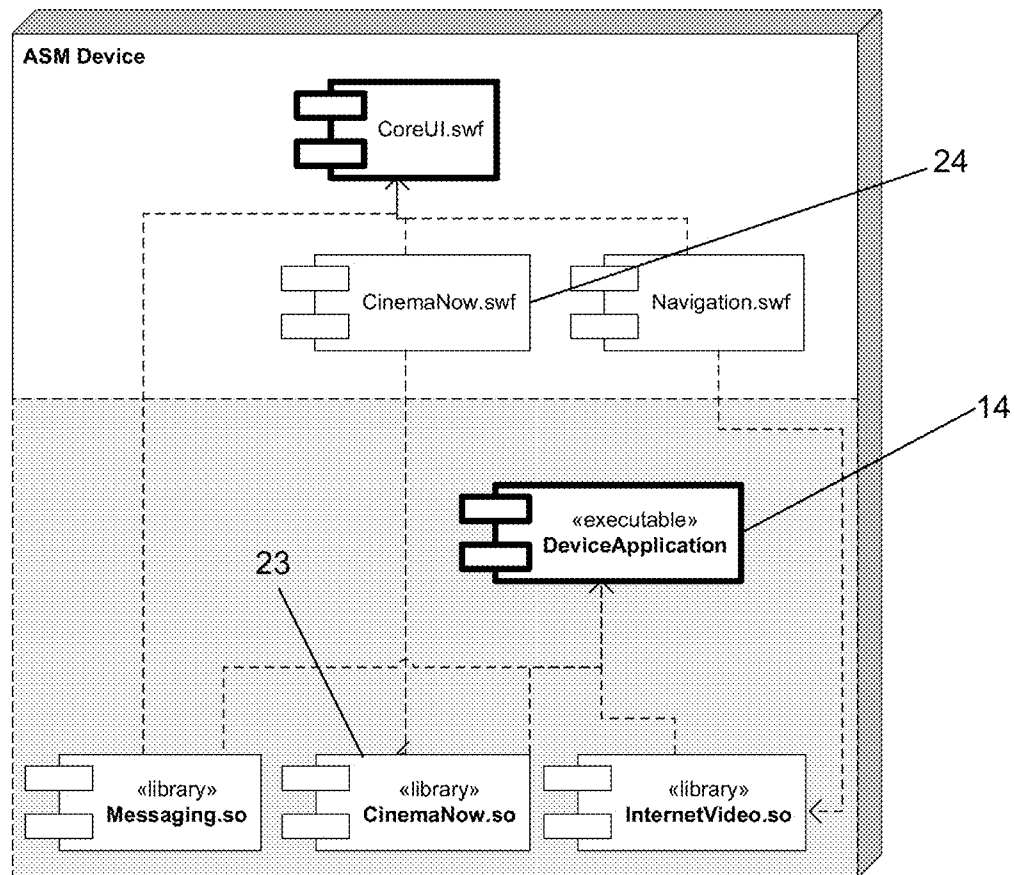 ASM Device
CoreUI.swf
24
CinemaNow.swf
Navigation.swf
14
«executable»
DeviceApplication
23
«library»
Messaging.so
«library»
CinemaNow.so
«library»
InternetVideo.so